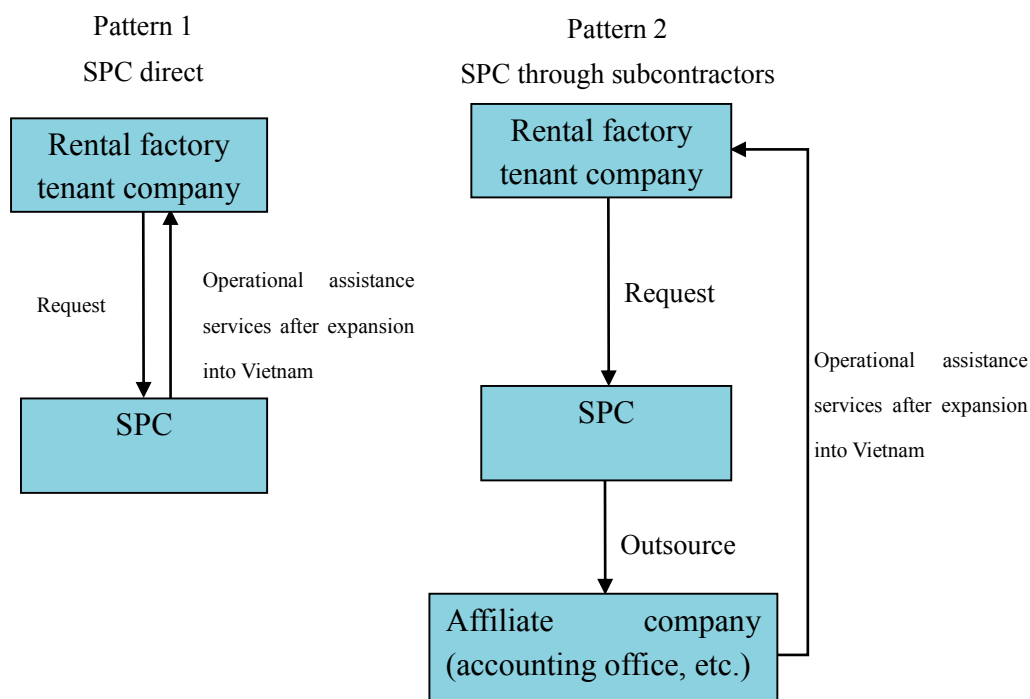 Pattern 1
SPC direct
Rental factory
tenant company
Request
Operational assistance
services after expansion
into Vietnam
SPC
Pattern 2
SPC through subcontractors
Rental factory
tenant company
Request
SPC
Outsource
Affiliate company
(accounting office, etc.)
Operational assistance
services after expansion
into Vietnam